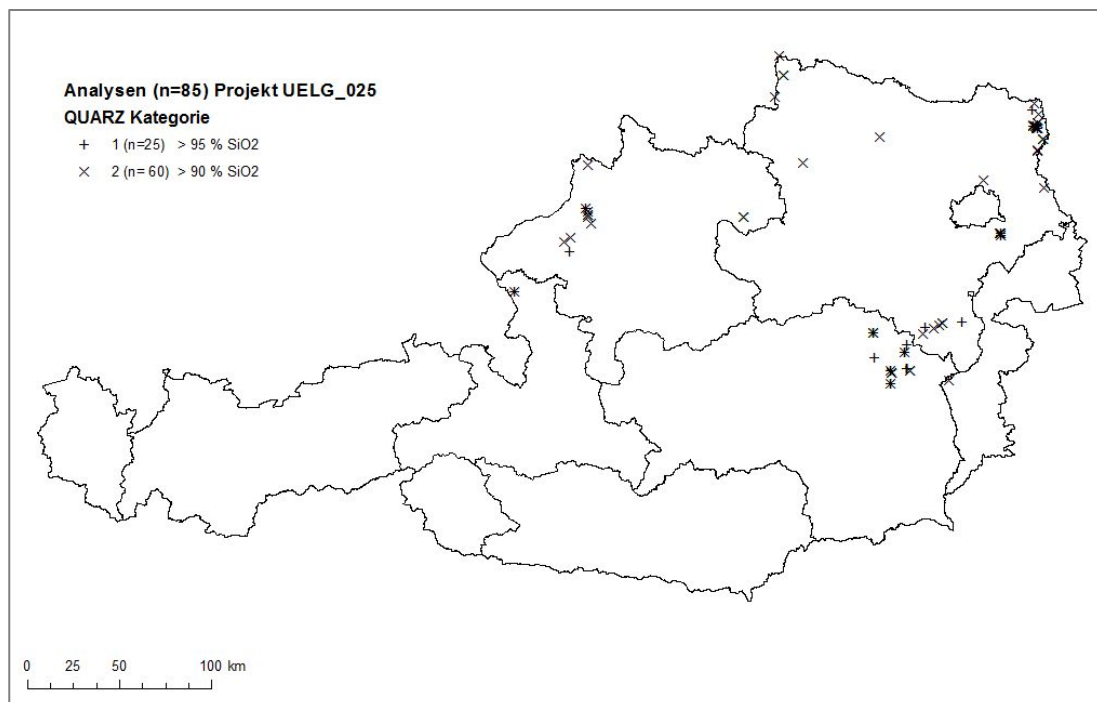 Analysen (n=85) Projekt UELG_025
QUARZ Kategorie
+ 1 (n=25) > 95 % SiO2
× 2 (n= 60) > 90 % SiO2
0 25 50 100 km